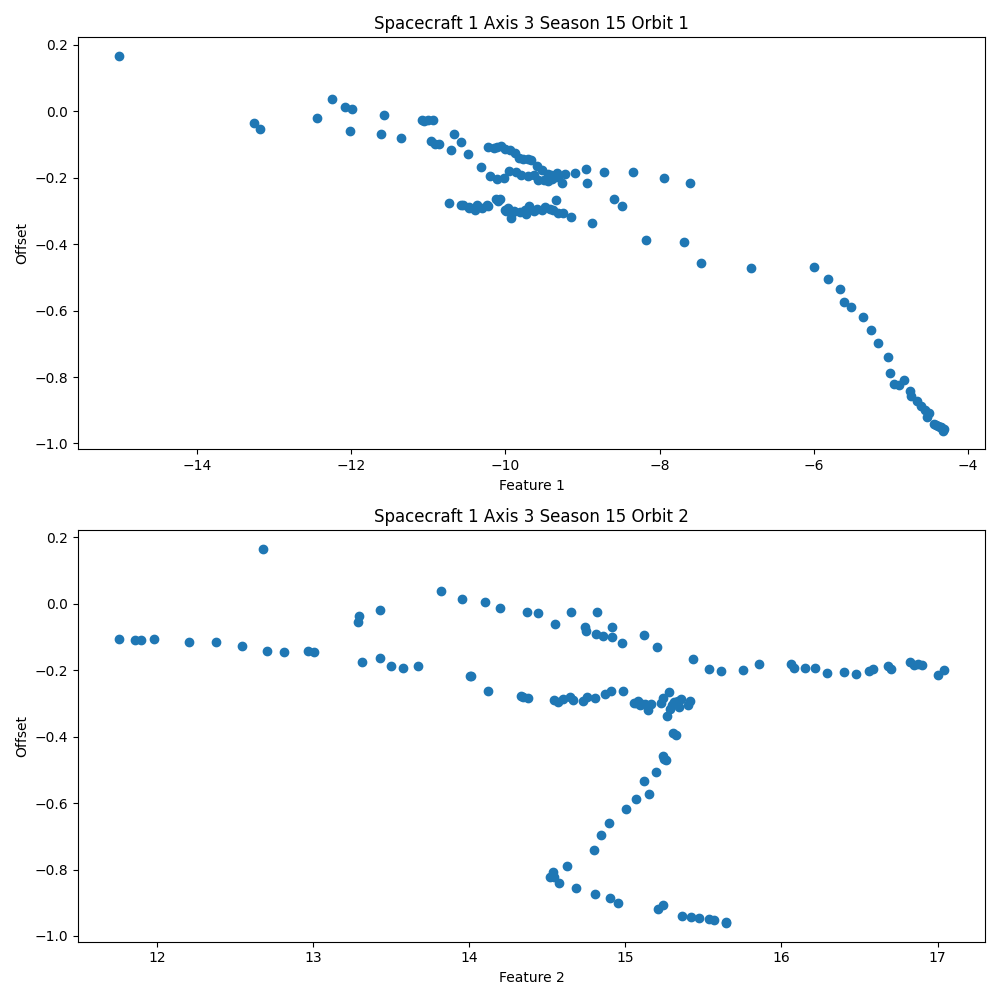 Spacecraft 1 Axis 3 Season 15 Orbit 1
0.2
0.0
−0.2
−0.4
−0.6
−0.8
−1.0
Offset
−14 −12 −10 −8 −6 −4
Feature 1
Spacecraft 1 Axis 3 Season 15 Orbit 2
0.2
0.0
−0.2
−0.4
−0.6
−0.8
−1.0
Offset
12 13 14 15 16 17
Feature 2